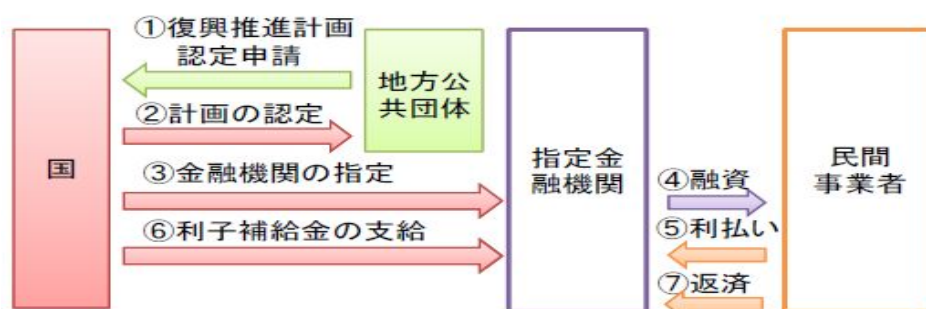 ①復興推進計画
認定申請
地方公
共団体
②計画の認定
国
③金融機関の指定
指定金
融機関
民間
事業者
④融資
⑤利払い
⑥利子補給金の支給
⑦返済